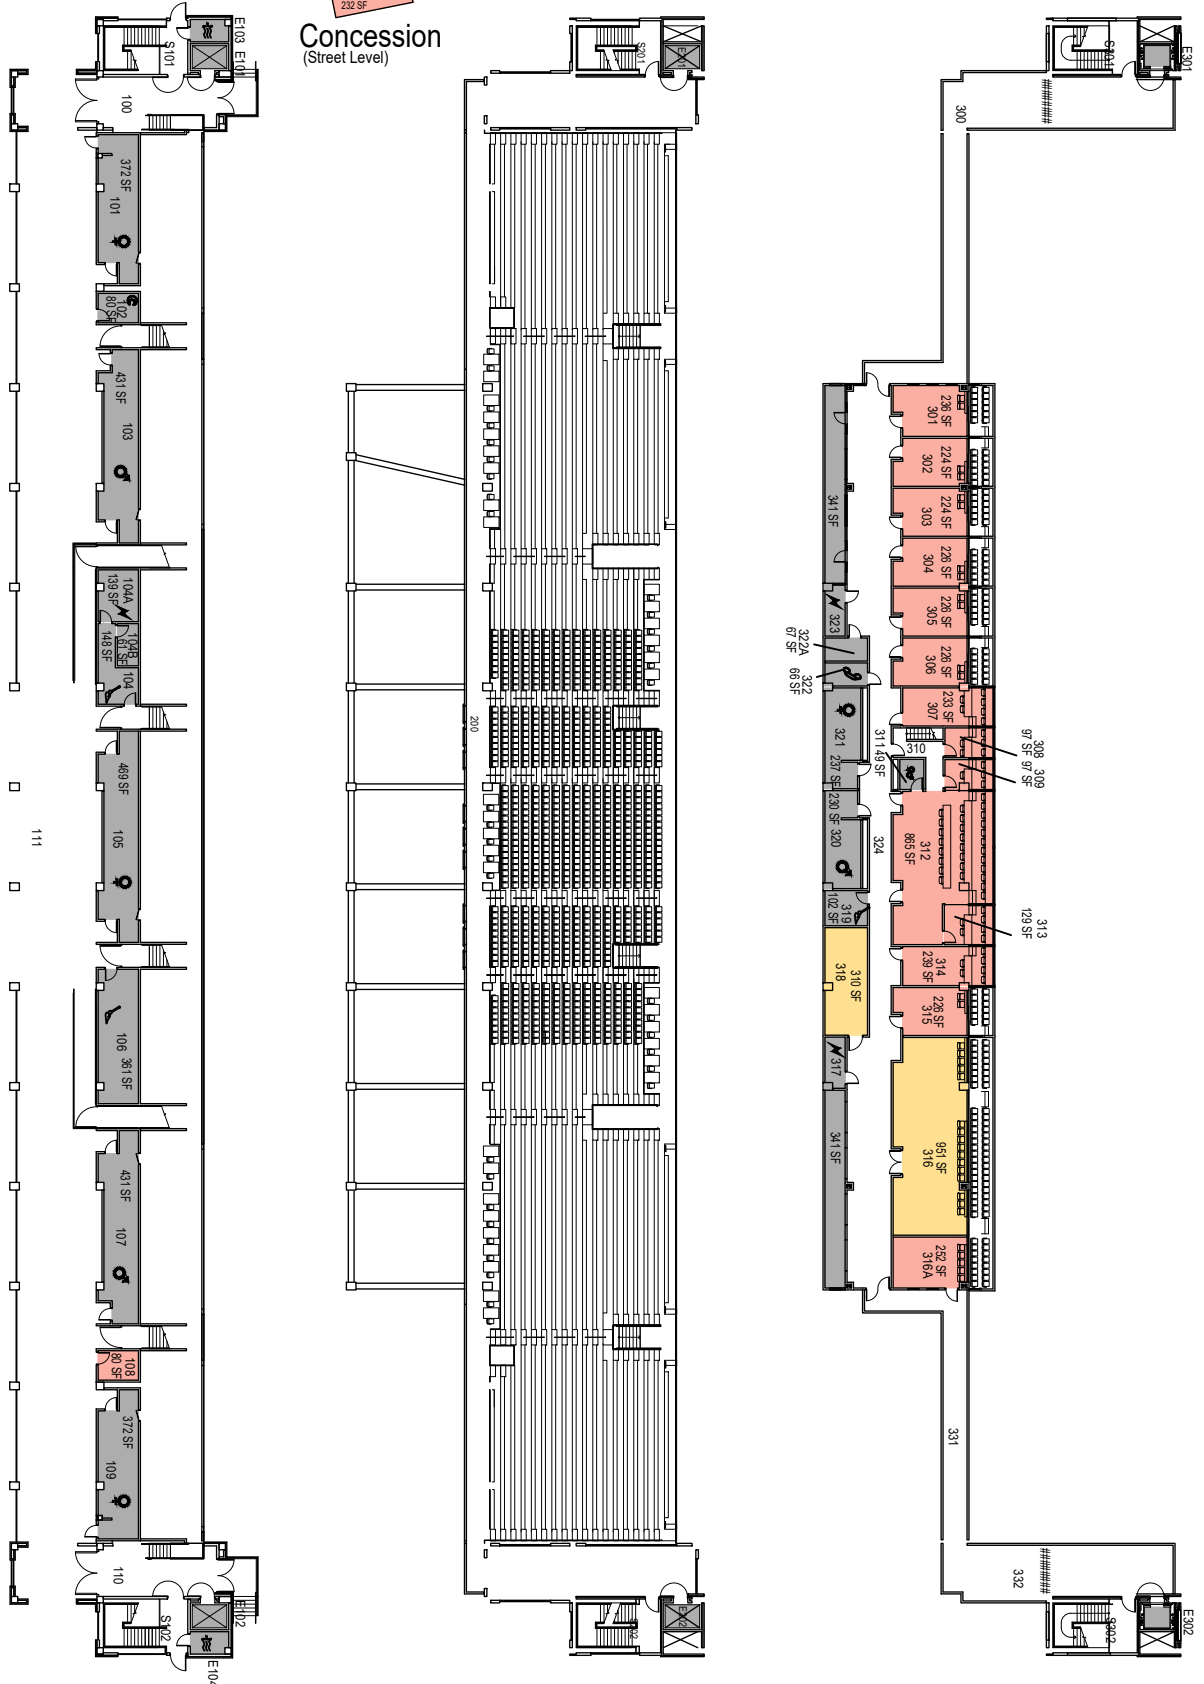 232 SF
Concession
(Street Level)
E103
E101
S101
100
372 SF
101
102
80 SF
431 SF
103
104A
139 SF
104B
61 SF
148 SF
104
469 SF
105
111
106
361 SF
431 SF
107
108
80 SF
372 SF
109
110
S102
E102
E104
S201
E201
200
S202
E202
E301
S301
300
236 SF
301
224 SF
302
224 SF
303
226 SF
304
226 SF
305
226 SF
306
233 SF
307
308
97 SF
309
97 SF
310
311
49 SF
312
865 SF
313
129 SF
314
239 SF
226 SF
315
951 SF
316
252 SF
316A
341 SF
323
322A
67 SF
322
66 SF
321
237 SF
230 SF
320
324
319
102 SF
310 SF
318
317
341 SF
331
332
S302
E302